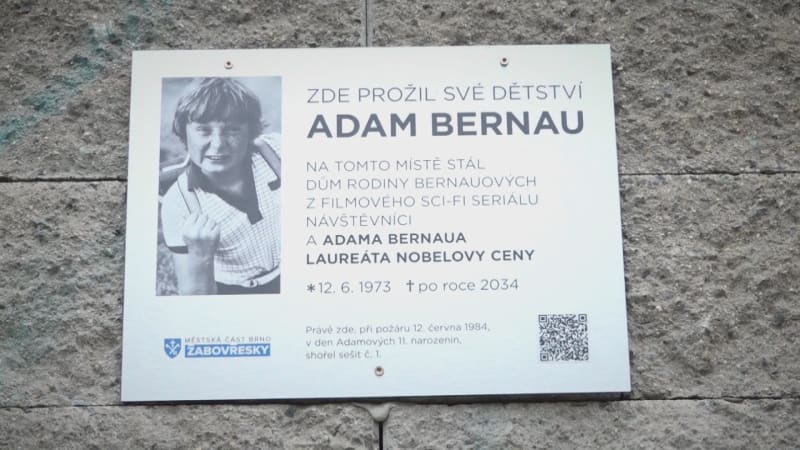 ZDE PROŽIL SVÉ DĚTSTVÍ
ADAM BERNAU
NA TOMTO MÍSTĚ STÁL
DŮM RODINY BERNAUOVÝCH
Z FILMOVÉHO SCI-FI SERIÁLU
NÁVŠTĚVNÍCI
A ADAMA BERNAUA
LAUREÁTA NOBELOVY CENY
*12. 6. 1973 †po roce 2034
Právě zde, při požáru 12. června 1984,
v den Adamových 11. narozenin,
shořel sešit č. 1.
MĚSTSKÁ ČÁST BRNO
ŽABOVŘESKY